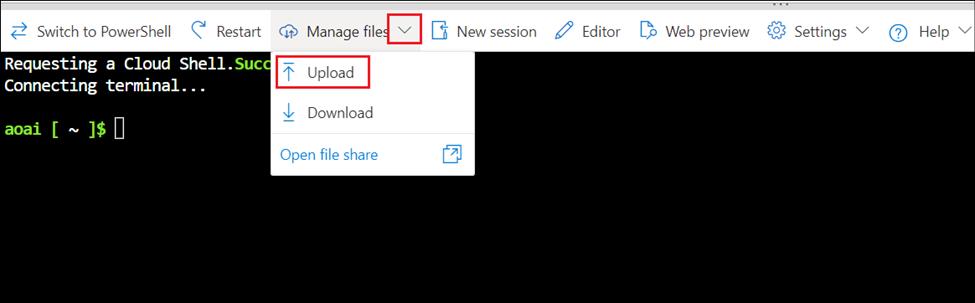 Switch to PowerShell Restart Manage files New session Editor Web preview Settings Help
Requesting a Cloud Shell.Succ
Connecting terminal...
aoai [ ~ ]$
Upload
Download
Open file share